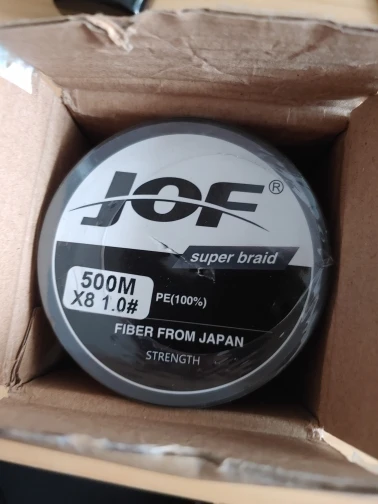 JOF®
super braid
500M
X8 1.0#
PE(100%)
FIBER FROM JAPAN
STRENGTH